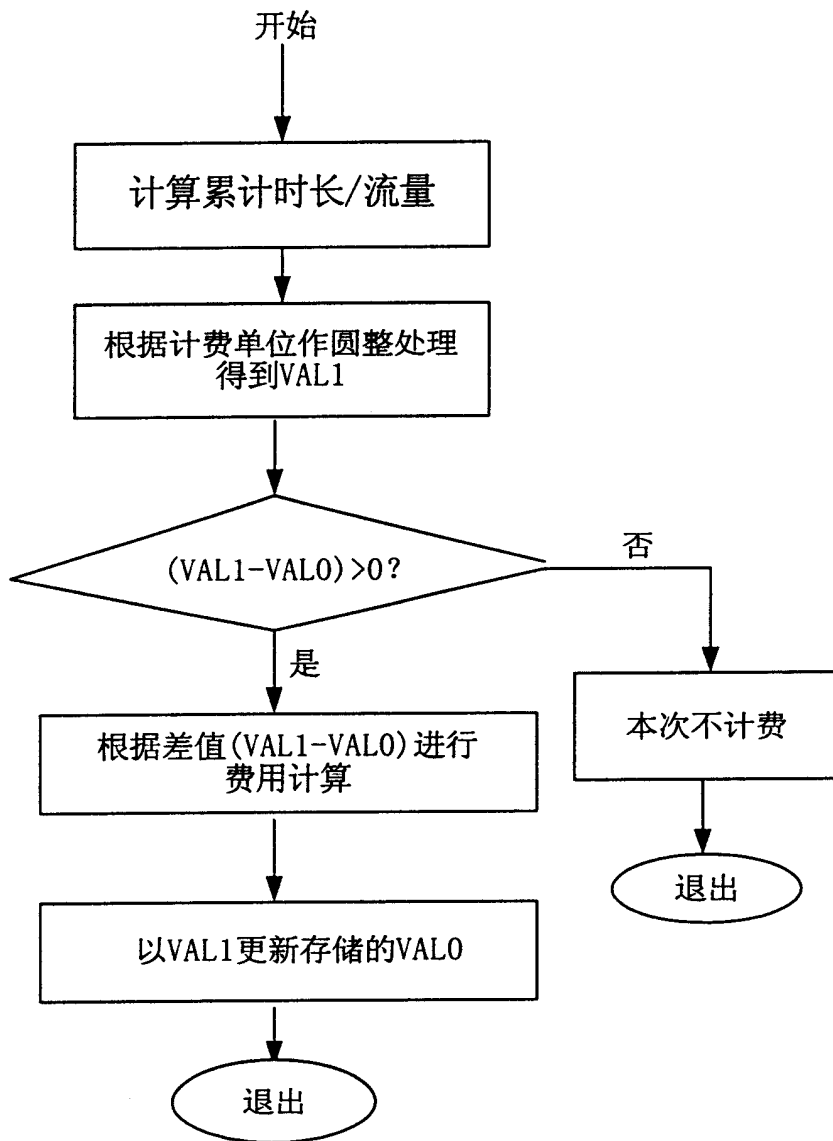 开始
计算累计时长/流量
根据计费单位作圆整处理
得到VAL1
(VAL1-VAL0)>0?
否
是
根据差值(VAL1-VAL0)进行
费用计算
本次不计费
退出
以VAL1更新存储的VAL0
退出